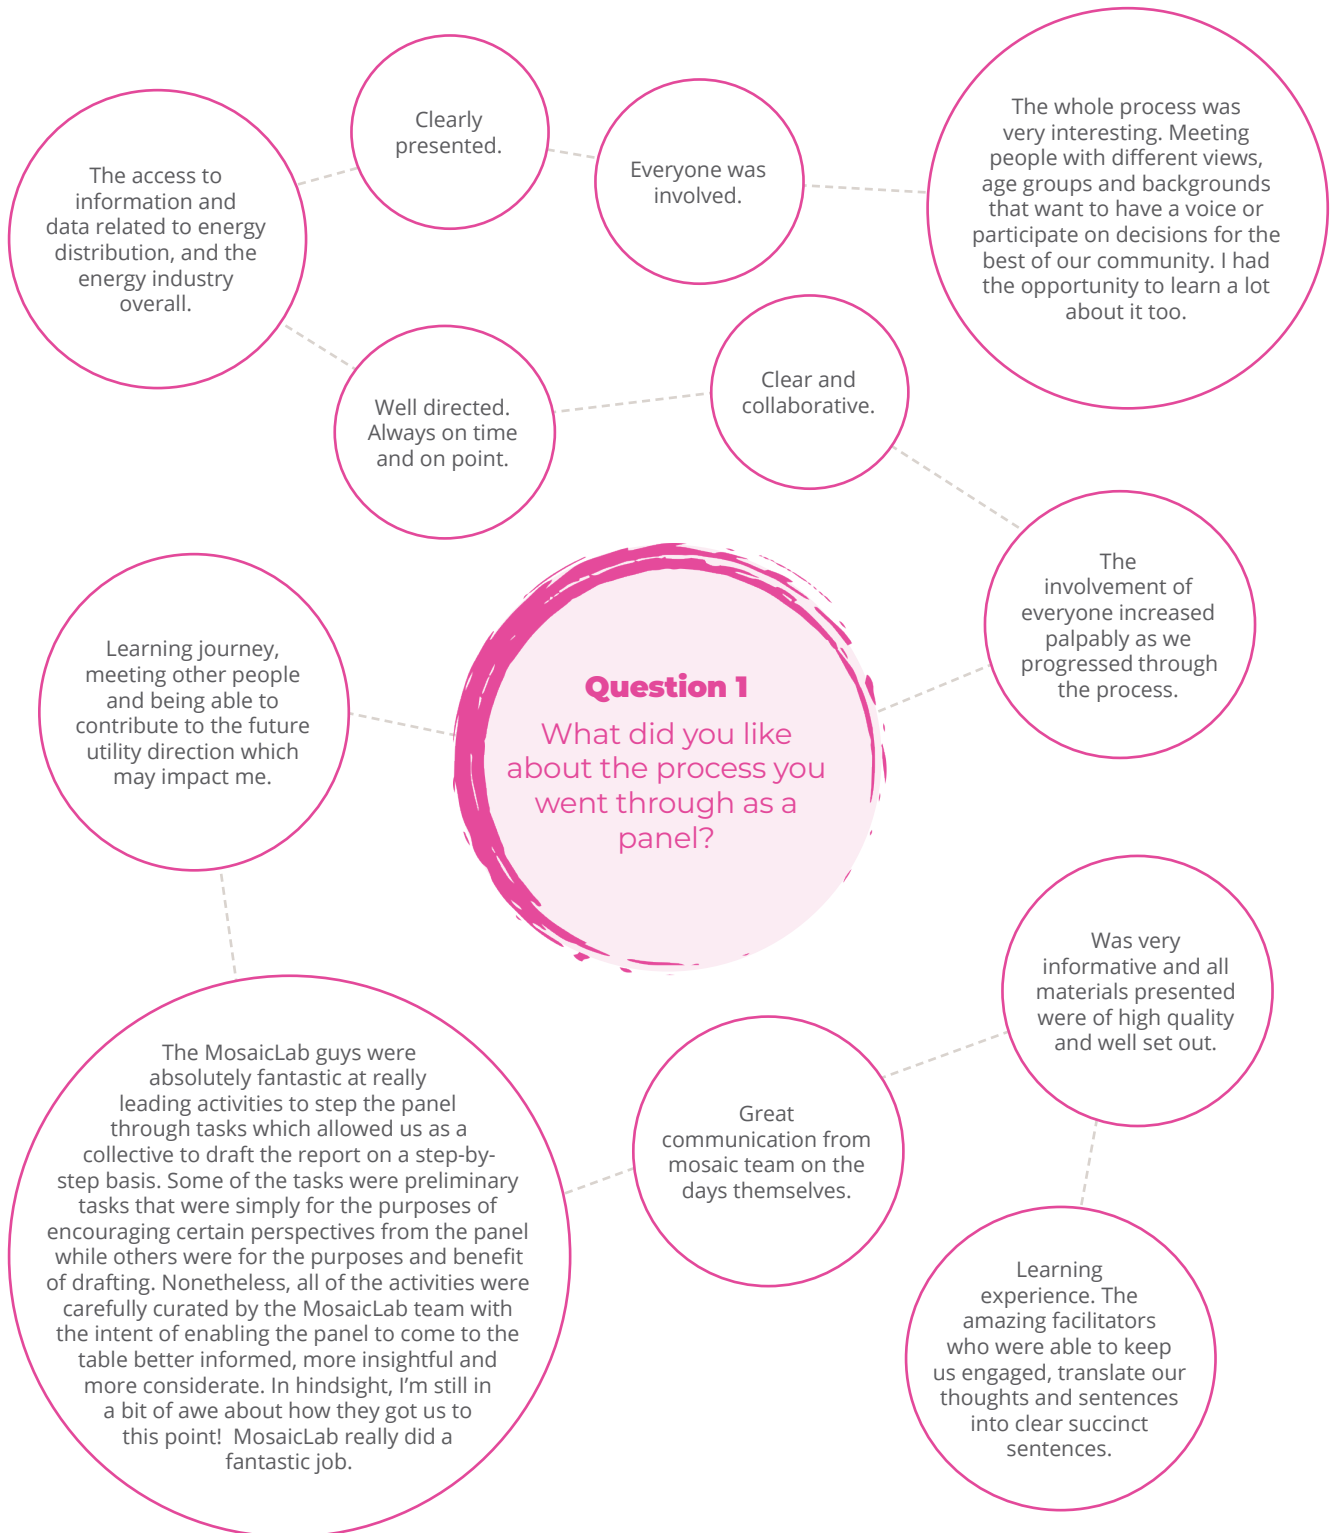 Clearly
presented.
The whole process was
very interesting. Meeting
people with different views,
age groups and backgrounds
that want to have a voice or
participate on decisions for the
best of our community. I had
the opportunity to learn a lot
about it too.
Everyone was
involved.
The access to
information and
data related to energy
distribution, and the
energy industry
overall.
Well directed.
Always on time
and on point.
Clear and
collaborative.
The
involvement of
everyone increased
palpably as we
progressed through
the process.
Learning journey,
meeting other people
and being able to
contribute to the future
utility direction which
may impact me.
Question 1
What did you like
about the process you
went through as a
panel?
Was very
informative and all
materials presented
were of high quality
and well set out.
The MosaicLab guys were
absolutely fantastic at really
leading activities to step the panel
through tasks which allowed us as a
collective to draft the report on a step-by-
step basis. Some of the tasks were preliminary
tasks that were simply for the purposes of
encouraging certain perspectives from the panel
while others were for the purposes and benefit
of drafting. Nonetheless, all of the activities were
carefully curated by the MosaicLab team with
the intent of enabling the panel to come to the
table better informed, more insightful and
more considerate. In hindsight, I'm still in
a bit of awe about how they got us to
this point!  MosaicLab really did a
fantastic job.
Great
communication from
mosaic team on the
days themselves.
Learning
experience. The
amazing facilitators
who were able to keep
us engaged, translate our
thoughts and sentences
into clear succinct
sentences.